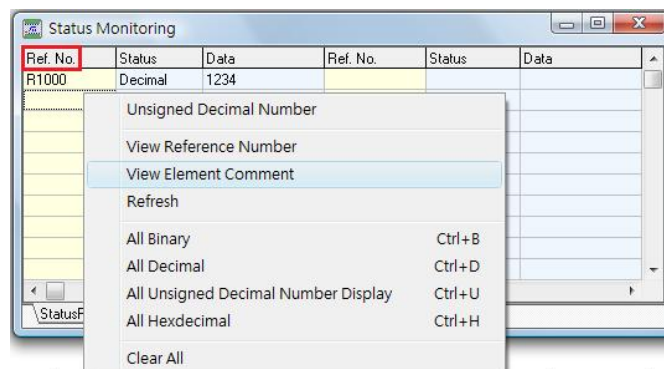 Status Monitoring
Ref. No. Status Data Ref. No. Status Data
R1000 Decimal 1234
Unsigned Decimal Number
View Reference Number
View Element Comment
Refresh
All Binary Ctrl+B
All Decimal Ctrl+D
All Unsigned Decimal Number Display Ctrl+U
All Hexdecimal Ctrl+H
StatusP
Clear All